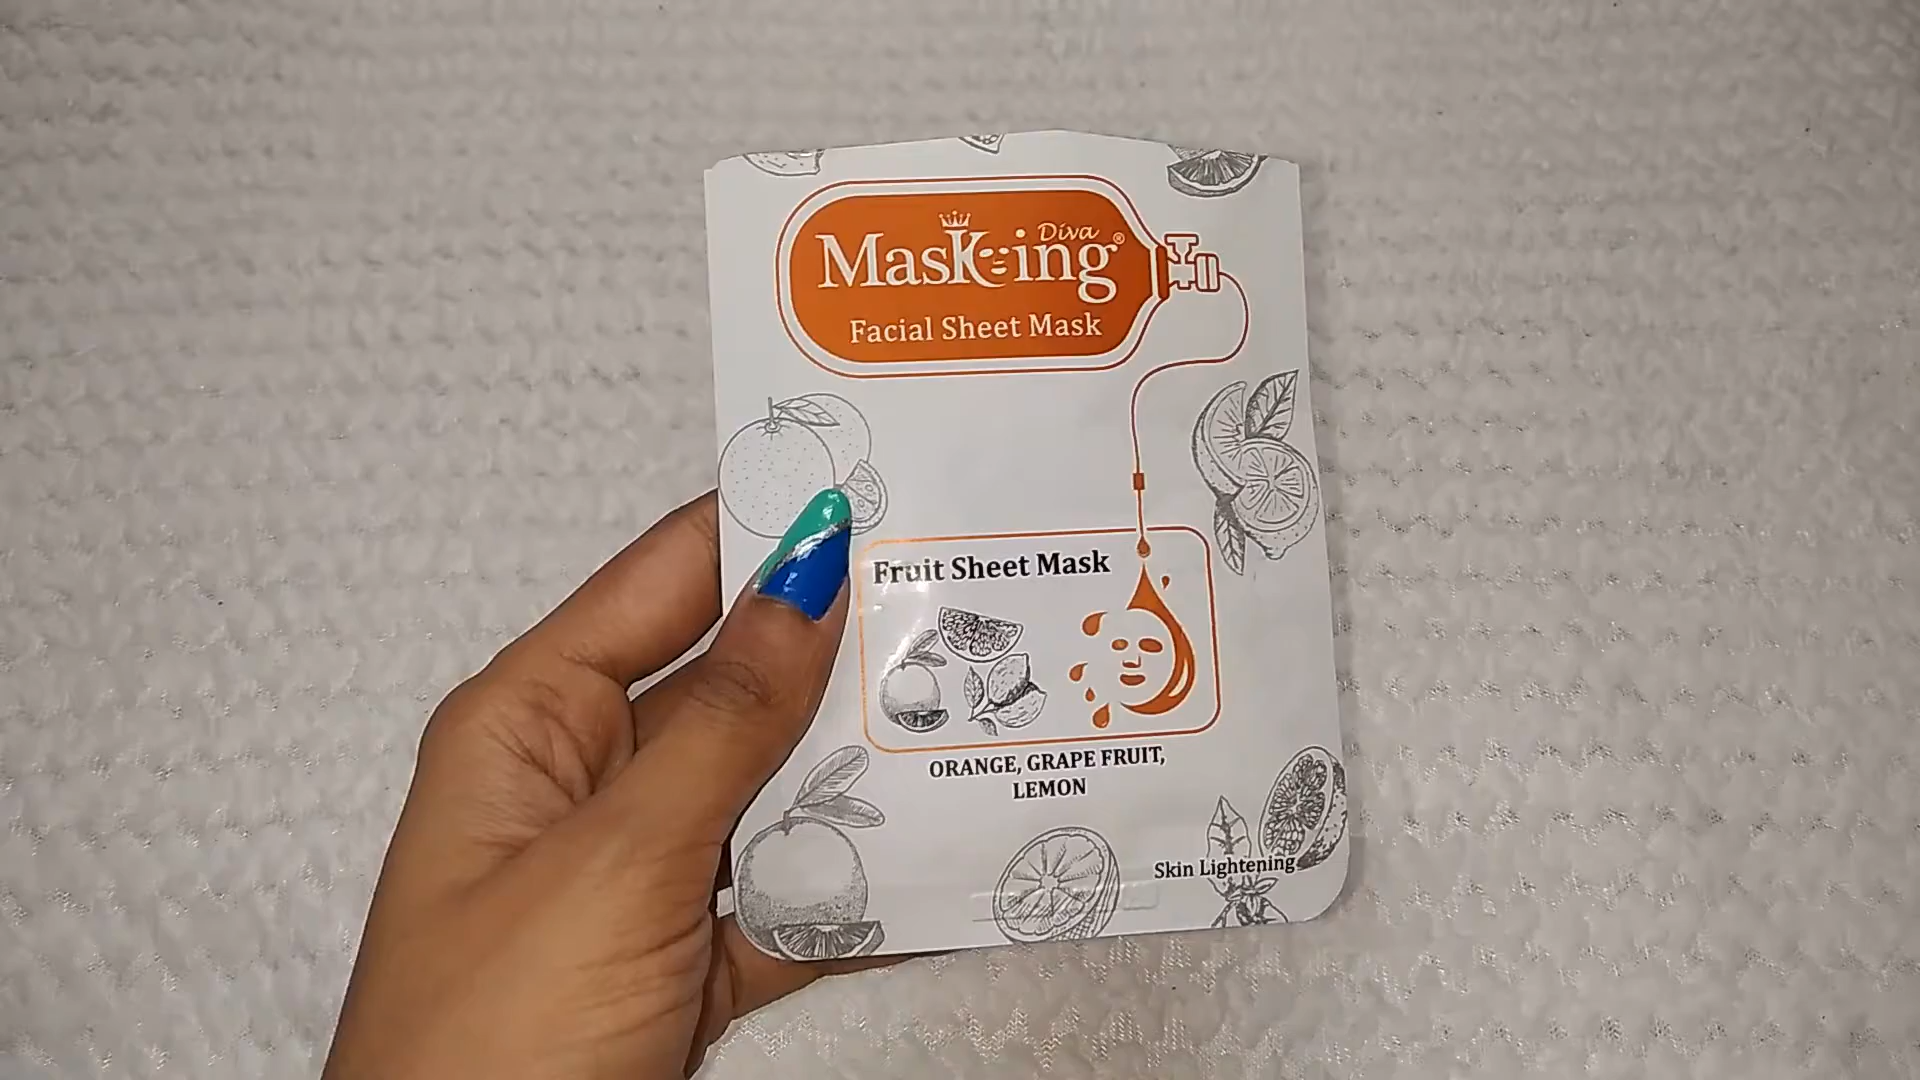 Diva
MasKing®
Facial Sheet Mask
Fruit Sheet Mask
ORANGE, GRAPE FRUIT,
LEMON
Skin Lightening